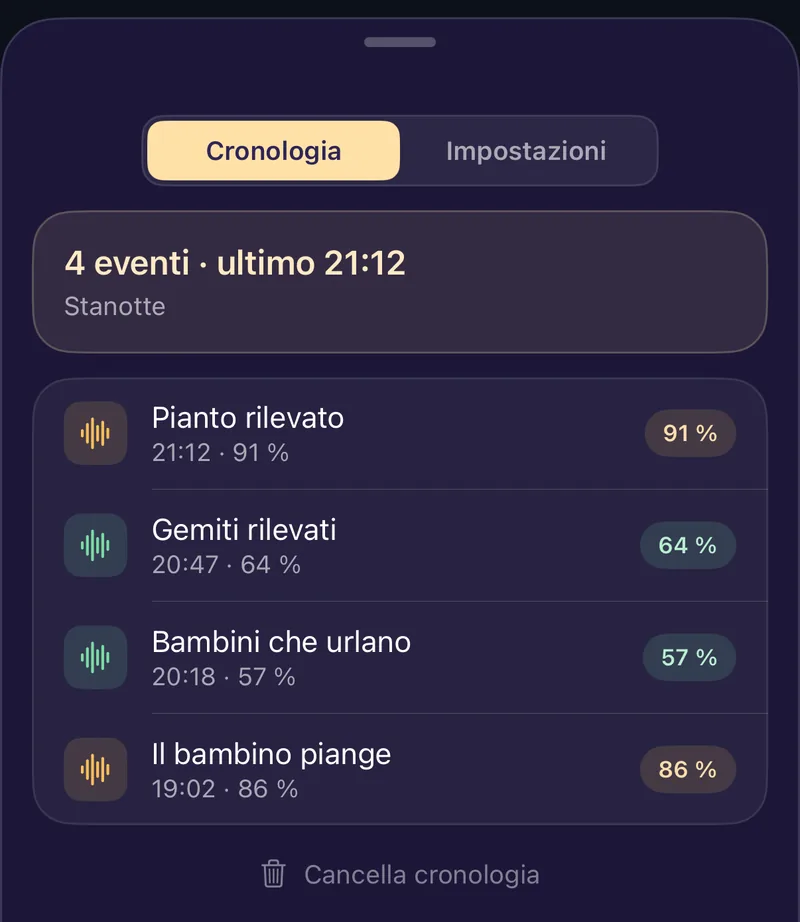 Cronologia
Impostazioni
4 eventi · ultimo 21:12
Stanotte
Pianto rilevato
21:12 · 91 %
91 %
Gemiti rilevati
20:47 · 64 %
64 %
Bambini che urlano
20:18 · 57 %
57 %
Il bambino piange
19:02 · 86 %
86 %
Cancella cronologia